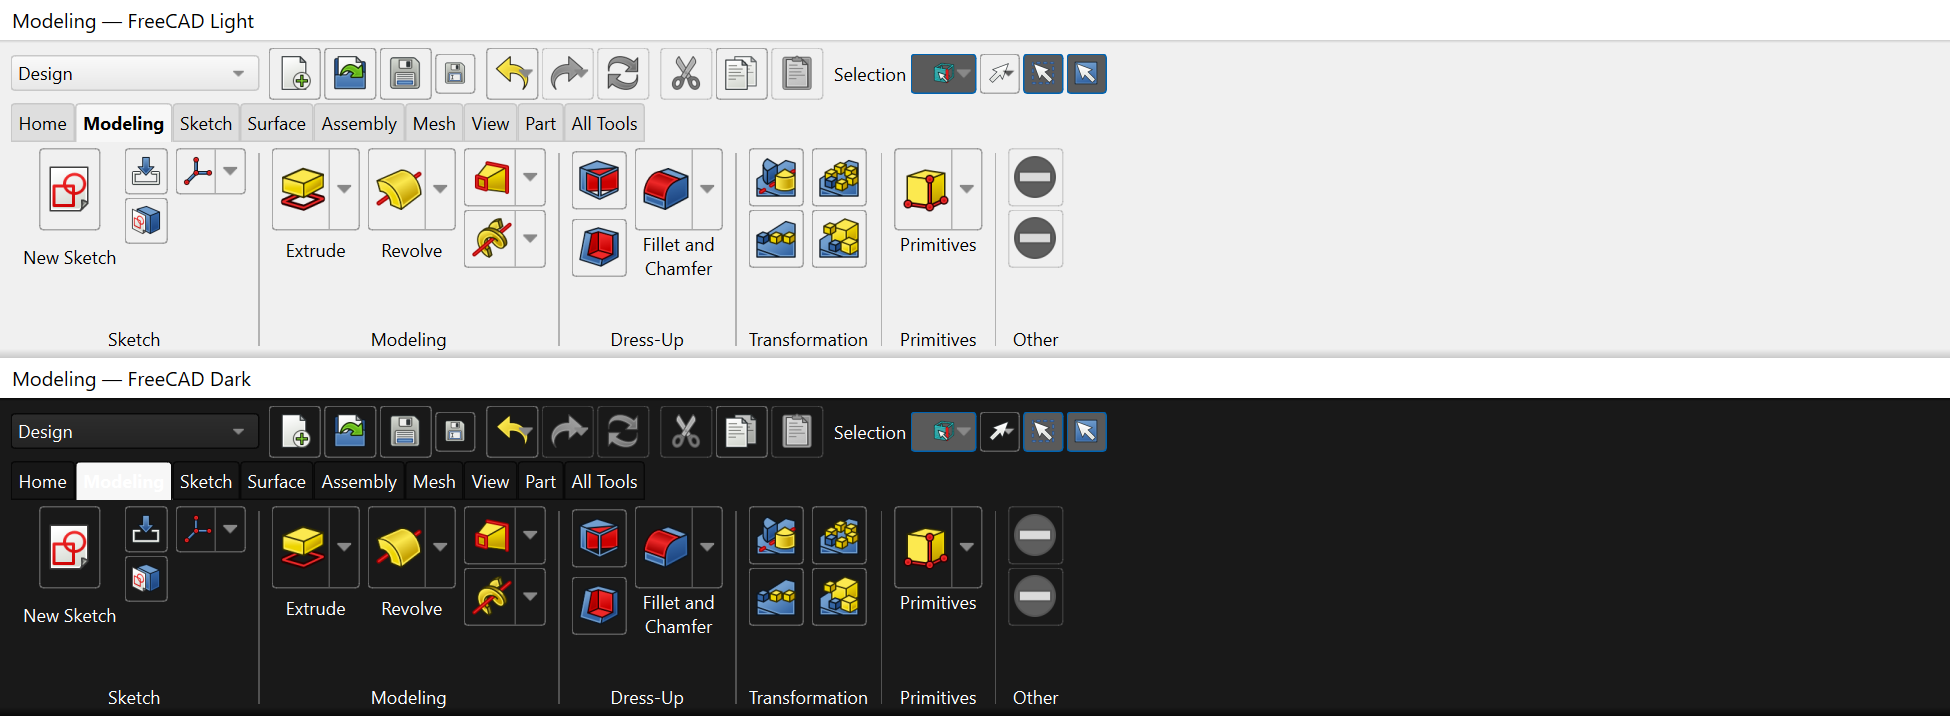 Modeling — FreeCAD Light
Design
Selection
Home Modeling Sketch Surface Assembly Mesh View Part All Tools
New Sketch
Extrude
Revolve
Fillet and
Chamfer
Primitives
Sketch
Modeling
Dress-Up
Transformation
Primitives
Other
Modeling — FreeCAD Dark
Design
Selection
Home Modeling Sketch Surface Assembly Mesh View Part All Tools
New Sketch
Extrude
Revolve
Fillet and
Chamfer
Primitives
Sketch
Modeling
Dress-Up
Transformation
Primitives
Other